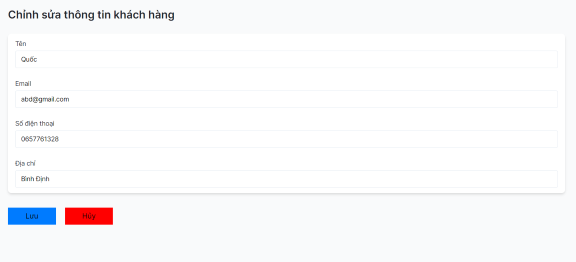 Chỉnh sửa thông tin khách hàng
Tên
Quốc
Email
abd@gmail.com
Số điện thoại
0657761328
Địa chỉ
Bình Định
Lưu
Hủy